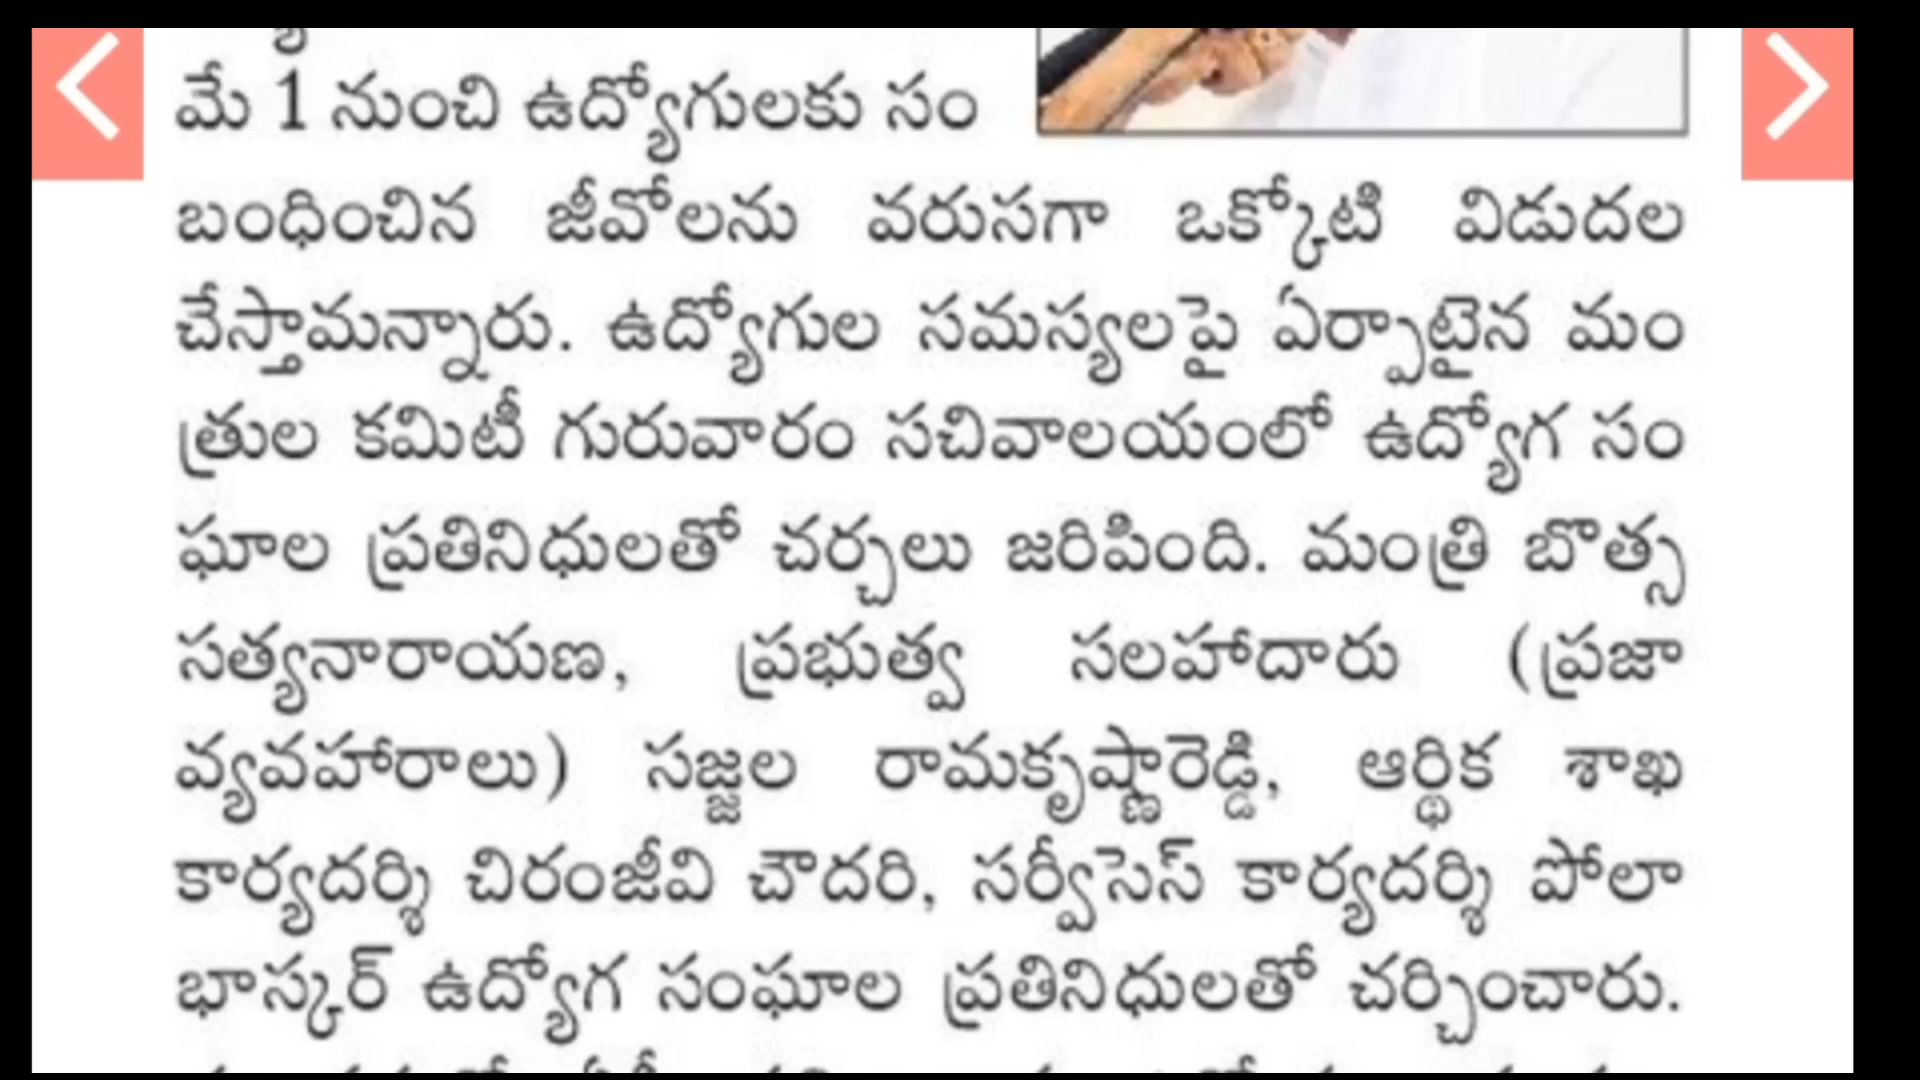 మే 1 నుంచి ఉద్యోగులకు సం
బంధించిన జీవోలను వరుసగా ఒక్కోటి విడుదల
చేస్తామన్నారు. ఉద్యోగుల సమస్యలపై ఏర్పాటైన మం
త్రుల కమిటీ గురువారం సచివాలయంలో ఉద్యోగ సం
ఘాల ప్రతినిధులతో చర్చలు జరిపింది. మంత్రి బొత్స
సత్యనారాయణ, ప్రభుత్వ సలహాదారు (ప్రజా
వ్యవహారాలు) సజ్జల రామకృష్ణారెడ్డి, ఆర్థిక శాఖ
కార్యదర్శి చిరంజీవి చౌదరి, సర్వీసెస్ కార్యదర్శి పోలా
భాస్కర్ ఉద్యోగ సంఘాల ప్రతినిధులతో చర్చించారు.